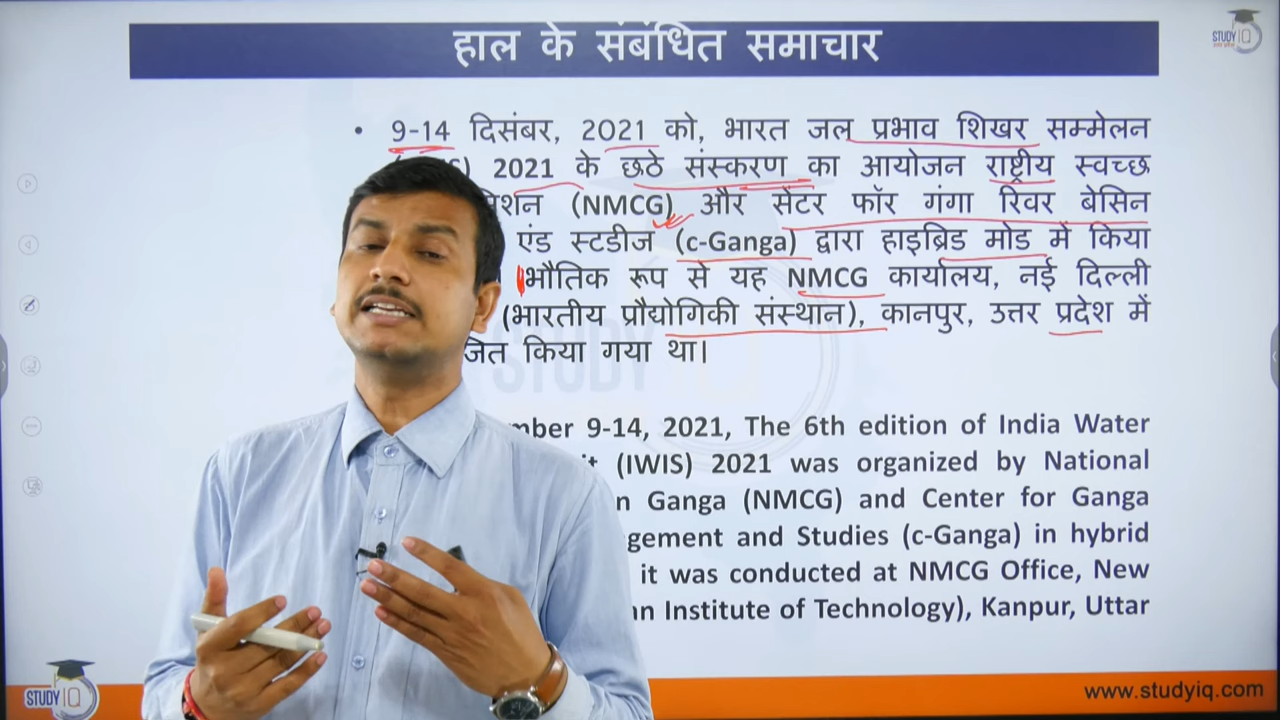 हाल के संबंधित समाचार
STUDY IQ
• 9-14 दिसंबर, 2021 को, भारत जल प्रभाव शिखर सम्मेलन
2021 के छठे संस्करण का आयोजन राष्ट्रीय स्वच्छ
(NMCG) और सेंटर फॉर गंगा रिवर बेसिन
एंड स्टडीज (c-Ganga) द्वारा हाइब्रिड मोड में किया
भौतिक रूप से यह NMCG कार्यालय, नई दिल्ली
(भारतीय प्रौयोगिकी संस्थान), कानपुर, उत्तर प्रदेश में
किया गया था।
STUDY IQ
9-14, 2021, The 6th edition of India Water
(IWIS) 2021 was organized by National
Ganga (NMCG) and Center for Ganga
and Studies (c-Ganga) in hybrid
it was conducted at NMCG Office, New
Institute of Technology), Kanpur, Uttar
STUDY IQ
www.studyiq.com